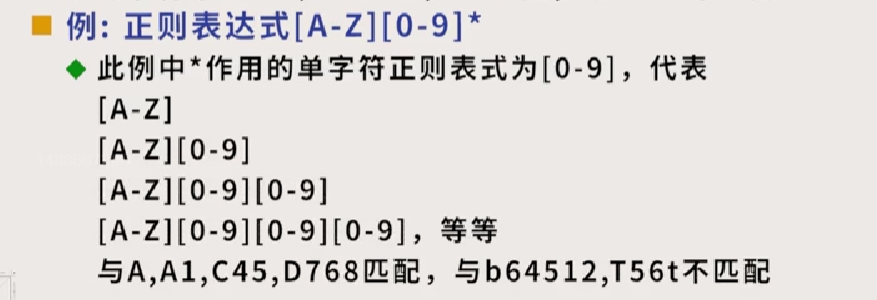 例: 正则表达式[A-Z][0-9]*
此例中*作用的单字符正则表式为[0-9]，代表
[A-Z]
[A-Z][0-9]
[A-Z][0-9][0-9]
[A-Z][0-9][0-9][0-9]，等等
与A,A1,C45,D768匹配，与b64512,T56t不匹配